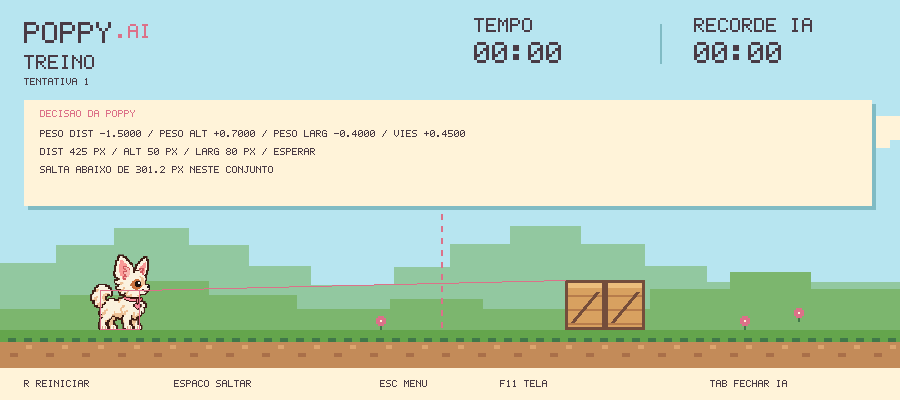 POPPY.AI
TREINO
TENTATIVA 1
TEMPO
00:00
RECORDE IA
00:00
DECISAO DA POPPY
PESO DIST -1.5000 / PESO ALT +0.7000 / PESO LARG -0.4000 / VIES +0.4500
DIST 425 PX / ALT 50 PX / LARG 80 PX / ESPERAR
SALTA ABAIXO DE 301.2 PX NESTE CONJUNTO
R REINICIAR ESPACO SALTAR ESC MENU F11 TELA TAB FECHAR IA